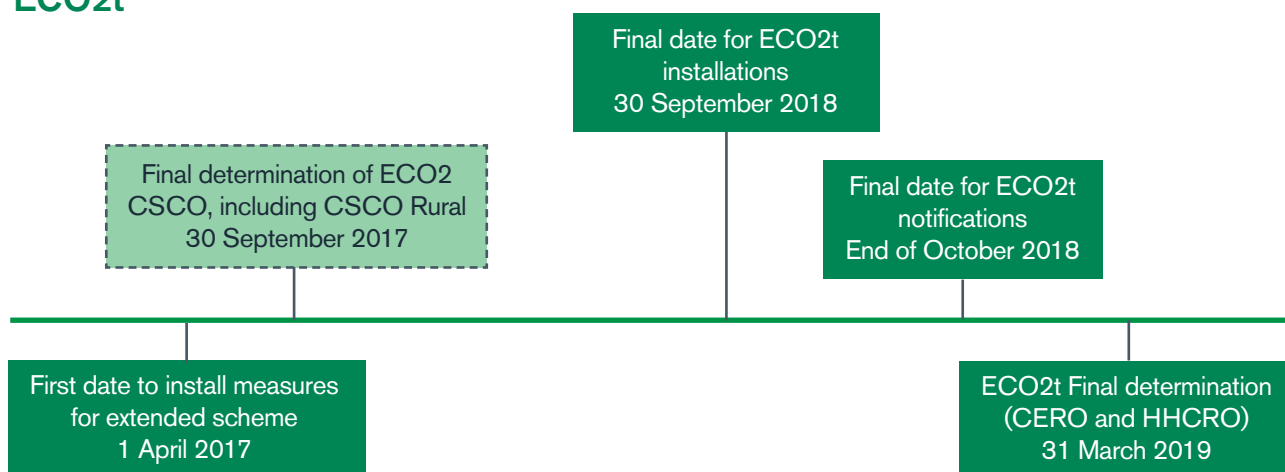 ECO2t
Final date for ECO2t
installations
30 September 2018
Final determination of ECO2
CSCO, including CSCO Rural
30 September 2017
Final date for ECO2t
notifications
End of October 2018
First date to install measures
for extended scheme
1 April 2017
ECO2t Final determination
(CERO and HHCRO)
31 March 2019